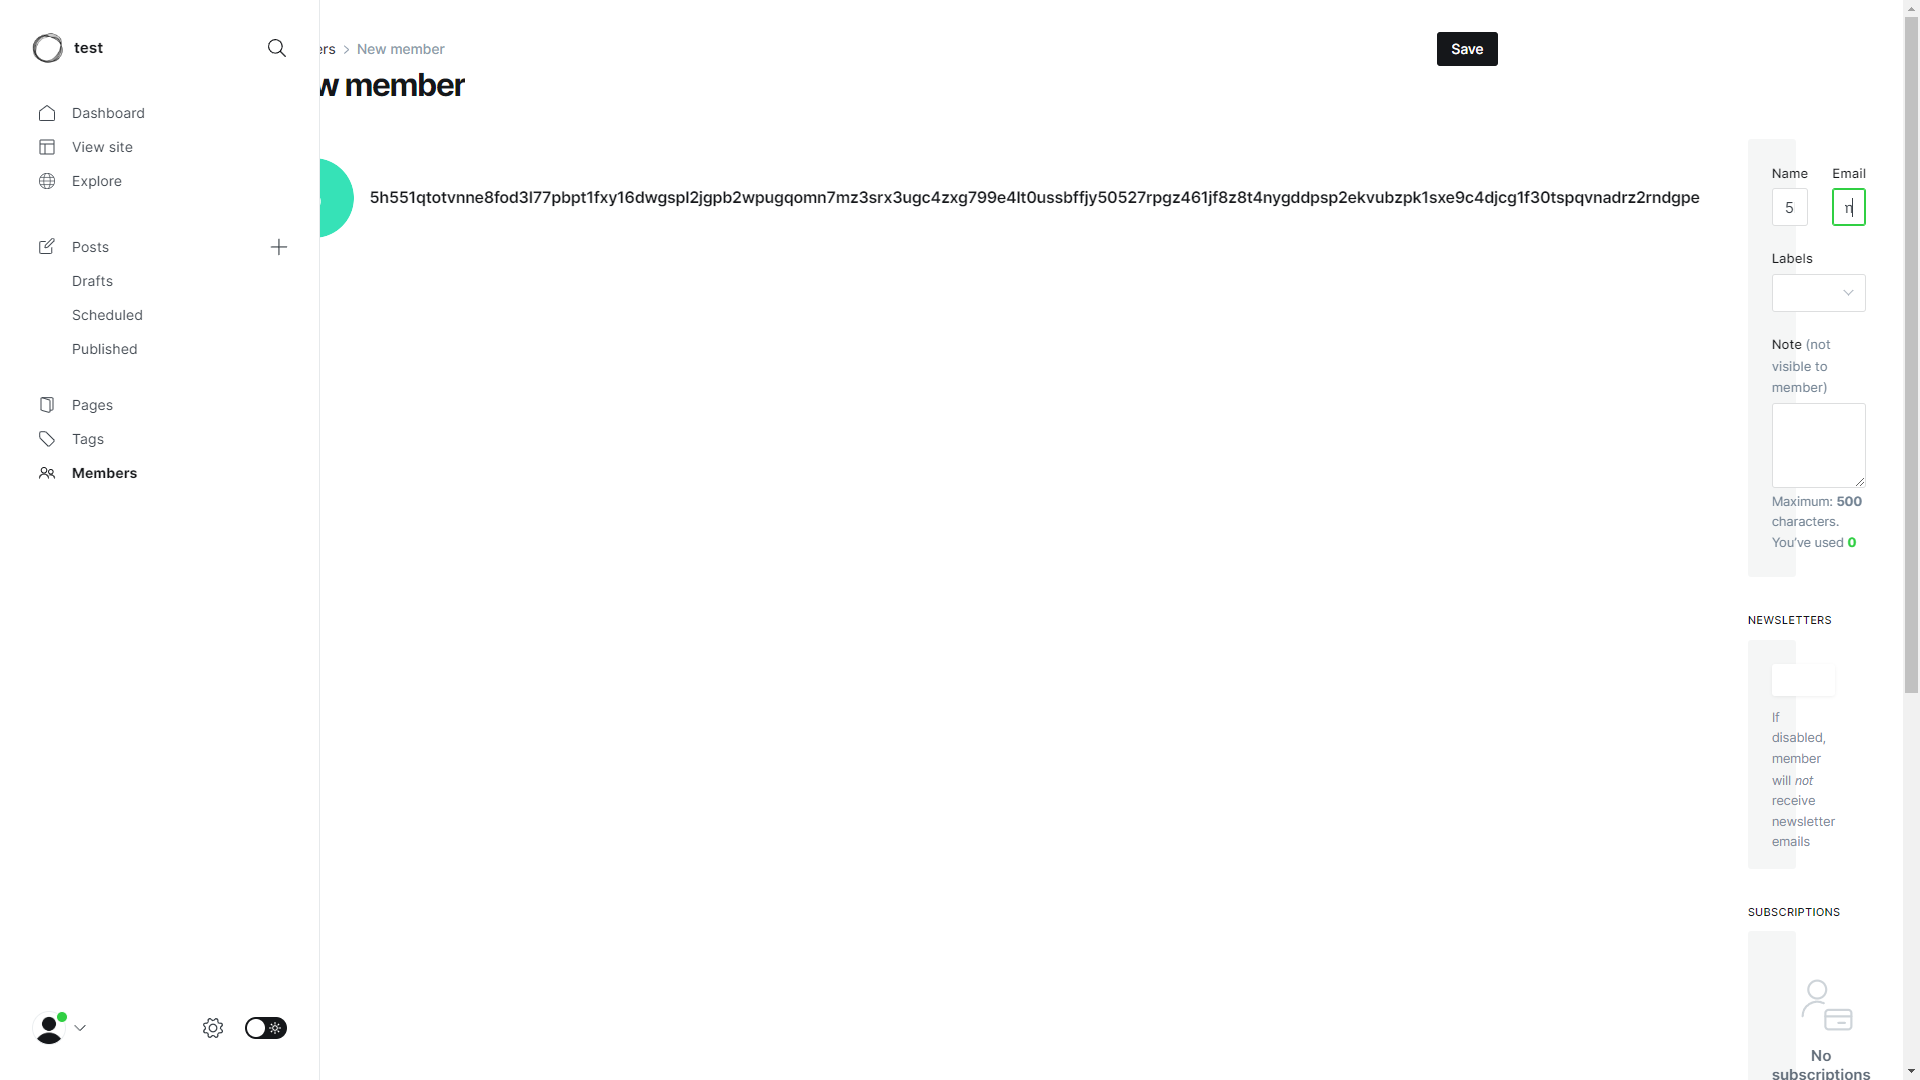 test
Dashboard
View site
Explore
Posts
Drafts
Scheduled
Published
Pages
Tags
Members
ers > New member
w member
Save
5h551qtotvnne8fod3l77pbpt1fxy16dwgspl2jgpb2wpugqomn7mz3srx3ugc4zxg799e4lt0ussbffjy50527rpgz461jf8z8t4nygddpsp2ekvubzpk1sxe9c4djcg1f30tspqvnadrz2rndgpe
Name Email
5
Labels
Note (not
visible to
member)
Maximum: 500
characters.
You've used 0
NEWSLETTERS
If
disabled,
member
will not
receive
newsletter
emails
SUBSCRIPTIONS
No
subscriptions